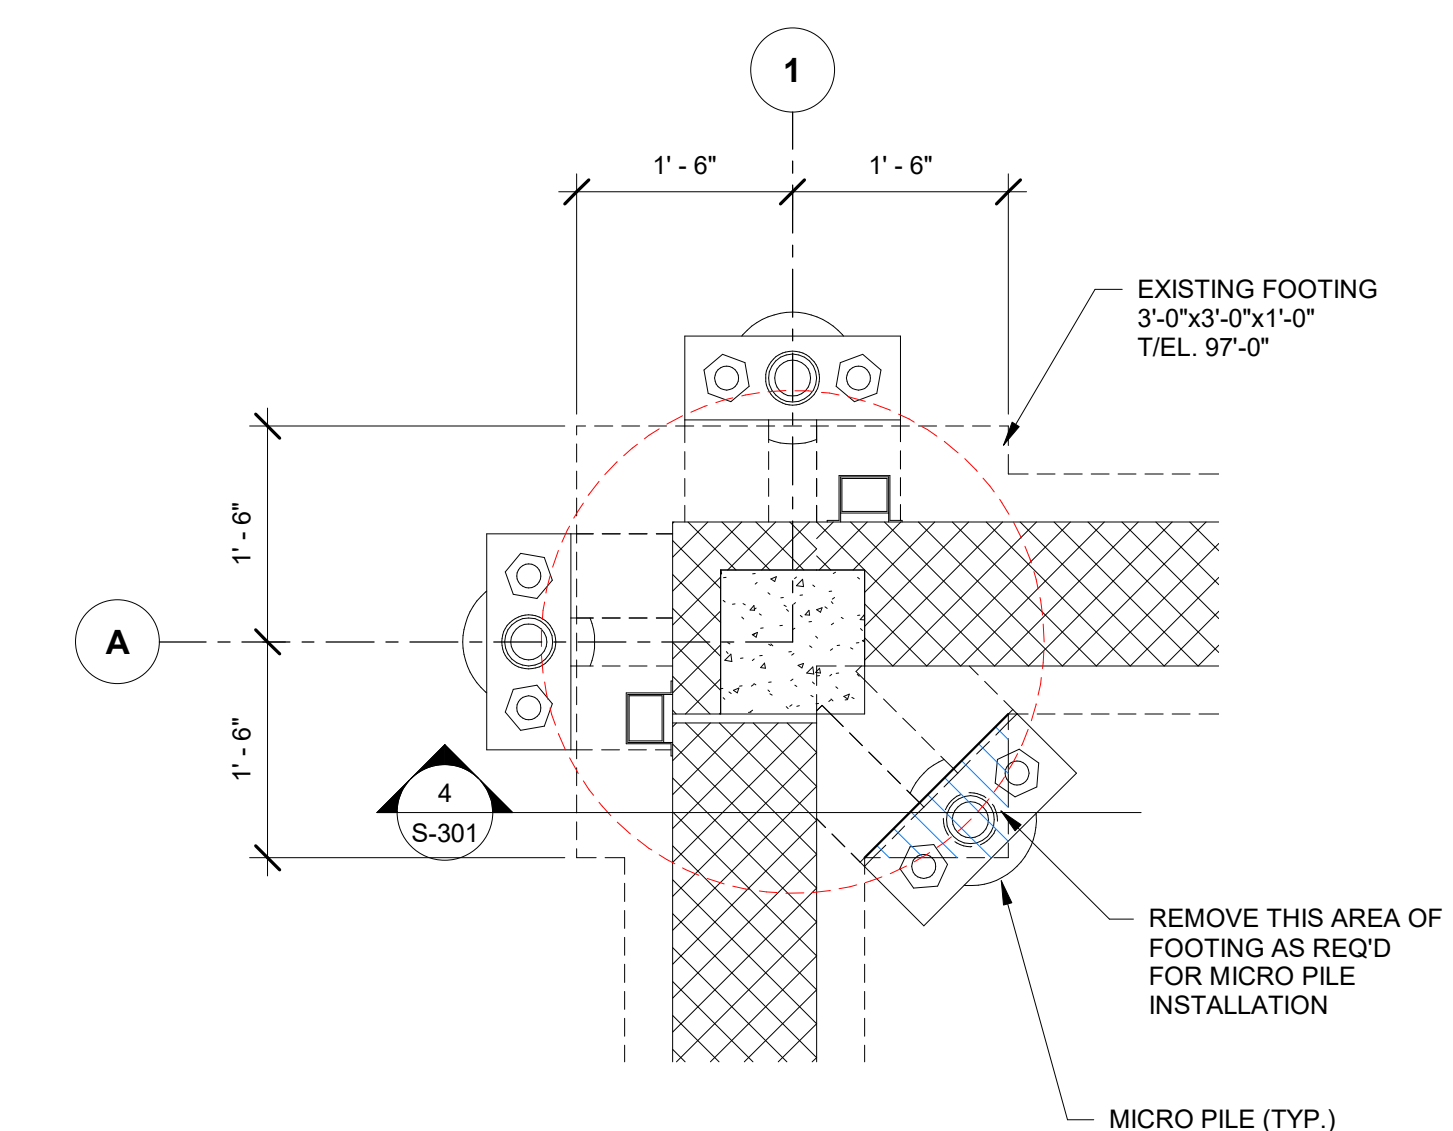 1
1' - 6"
1' - 6"
EXISTING FOOTING
3'-0"x3'-0"x1'-0"
T/EL. 97'-0"
1' - 6"
A
1' - 6"
4
S-301
REMOVE THIS AREA OF
FOOTING AS REQ'D
FOR MICRO PILE
INSTALLATION
MICRO PILE (TYP.)